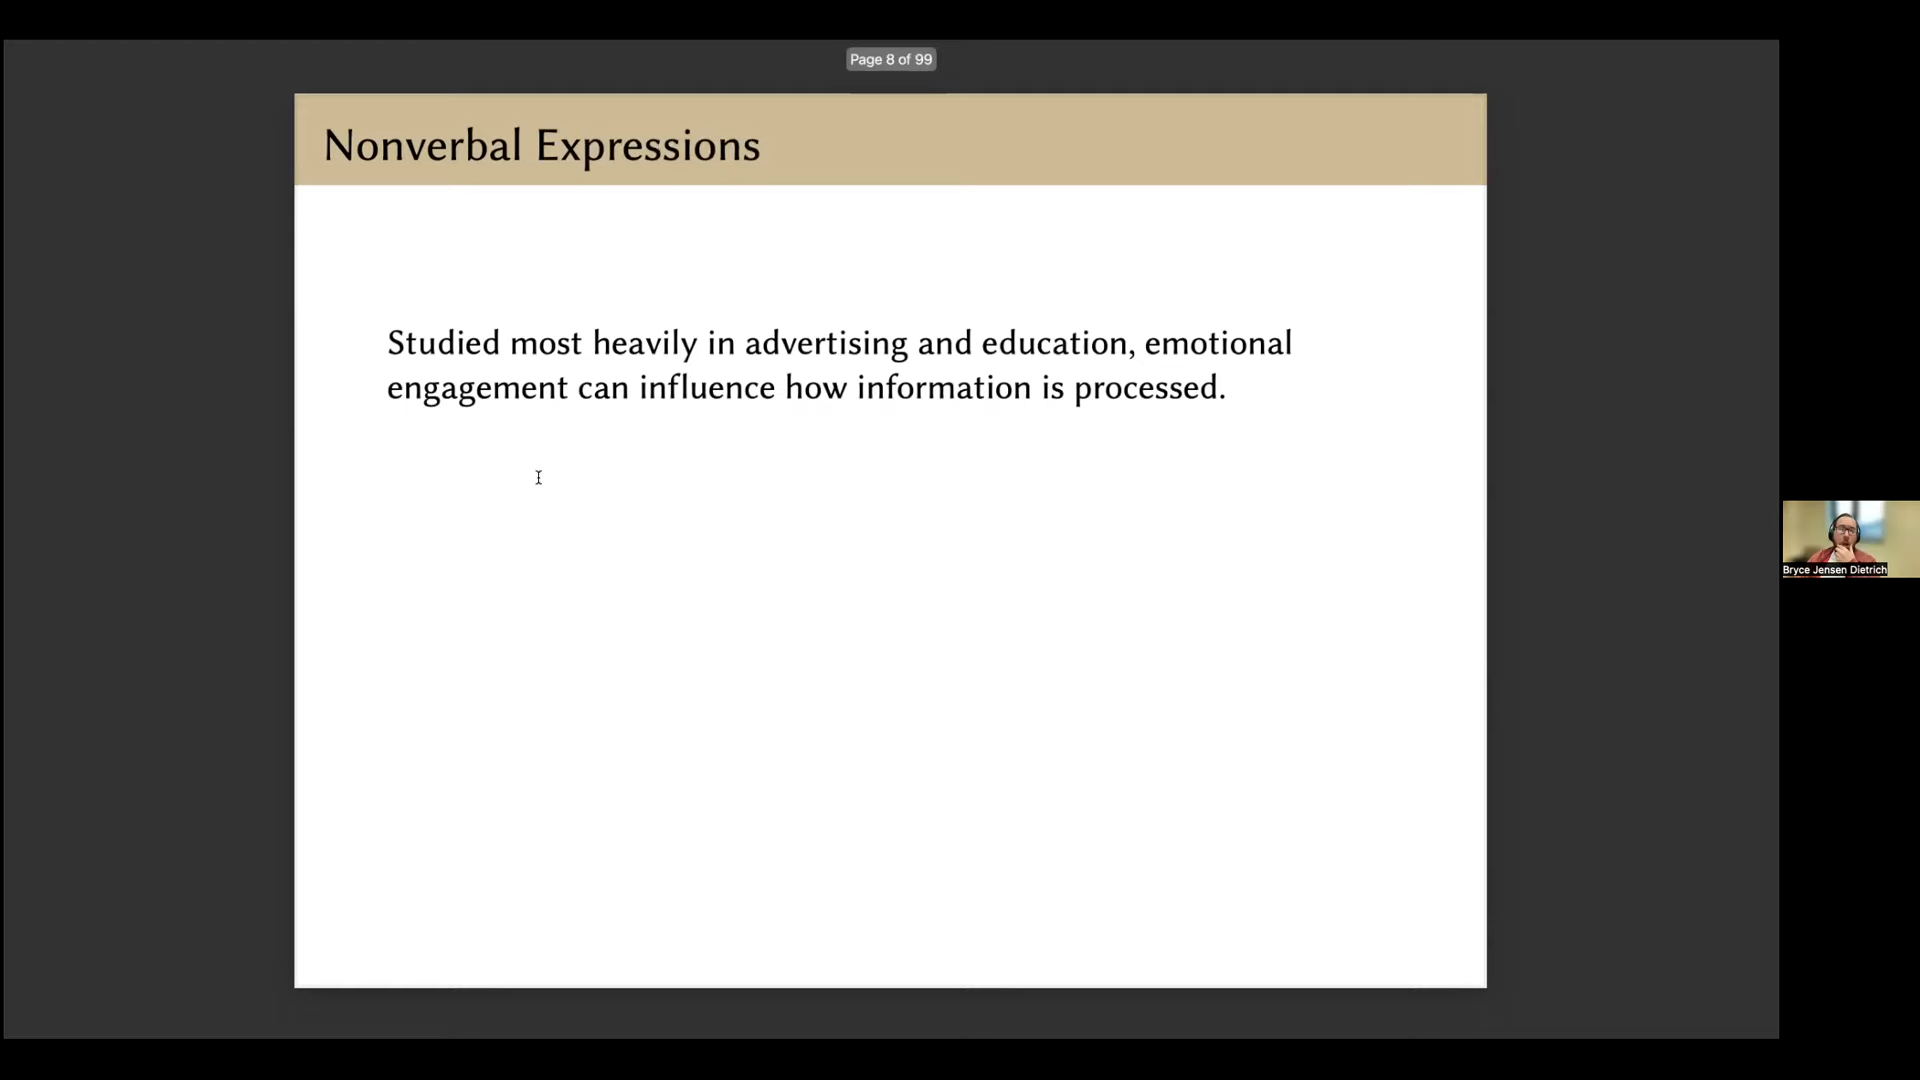 Page 8 of 99
Nonverbal Expressions
Studied most heavily in advertising and education, emotional
engagement can influence how information is processed.
Bryce Jensen Dietrich